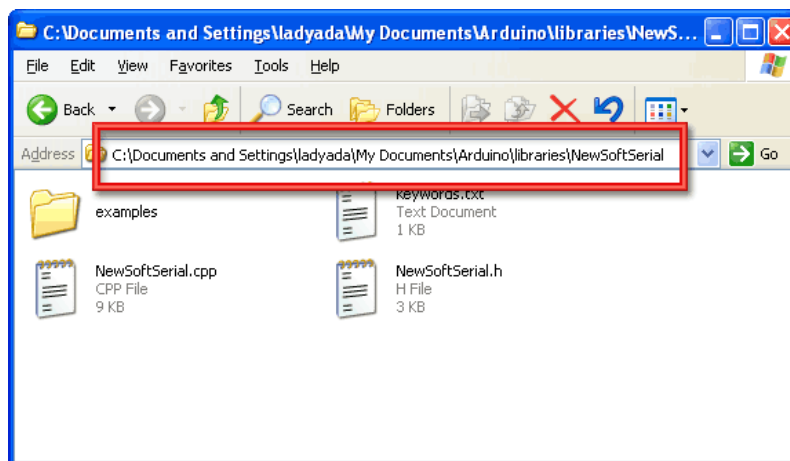 C:\Documents and Settings\ladyada\My Documents\Arduino\libraries\NewS...
File Edit View Favorites Tools Help
Back Search Folders
Address C:\Documents and Settings\ladyada\My Documents\Arduino\libraries\NewSoftSerial Go
examples
keywords.txt
Text Document
1 KB
NewSoftSerial.cpp
CPP File
9 KB
NewSoftSerial.h
H File
3 KB